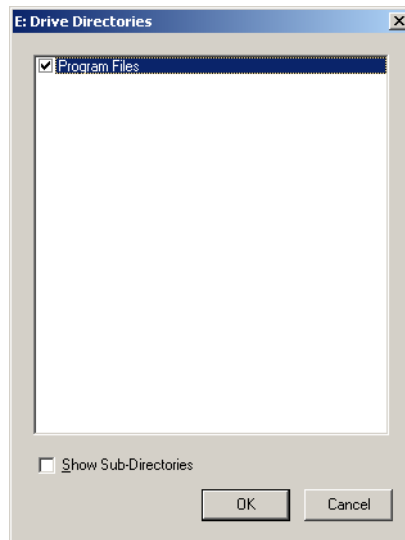 E: Drive Directories
Program Files
Show Sub-Directories
OK Cancel